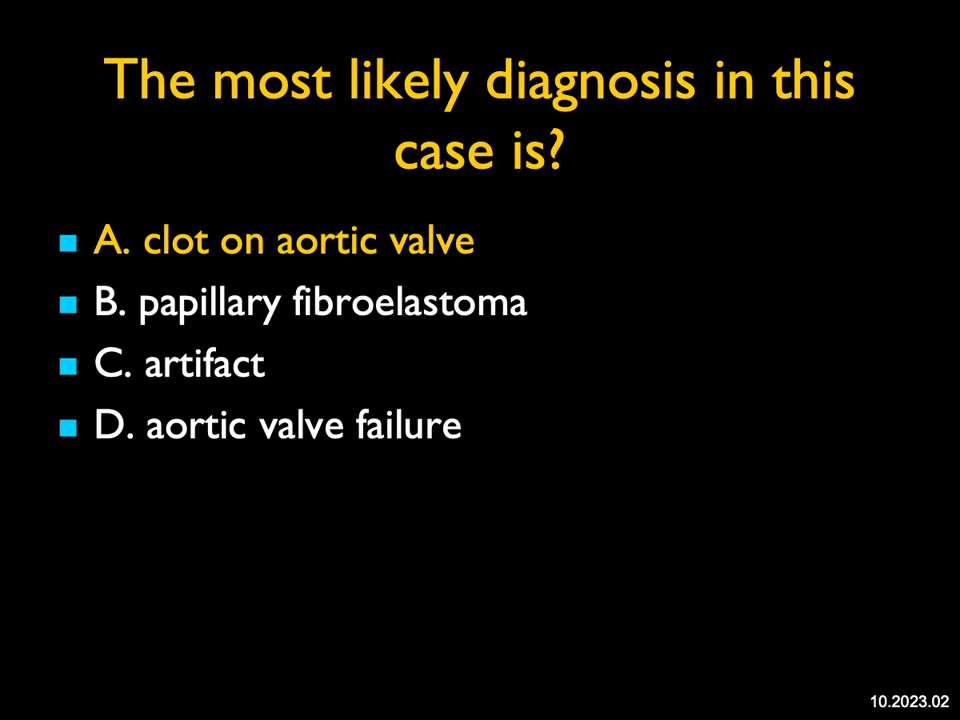 The most likely diagnosis in this
case is?
A. clot on aortic valve
B. papillary fibroelastoma
C. artifact
D. aortic valve failure
10.2023.02